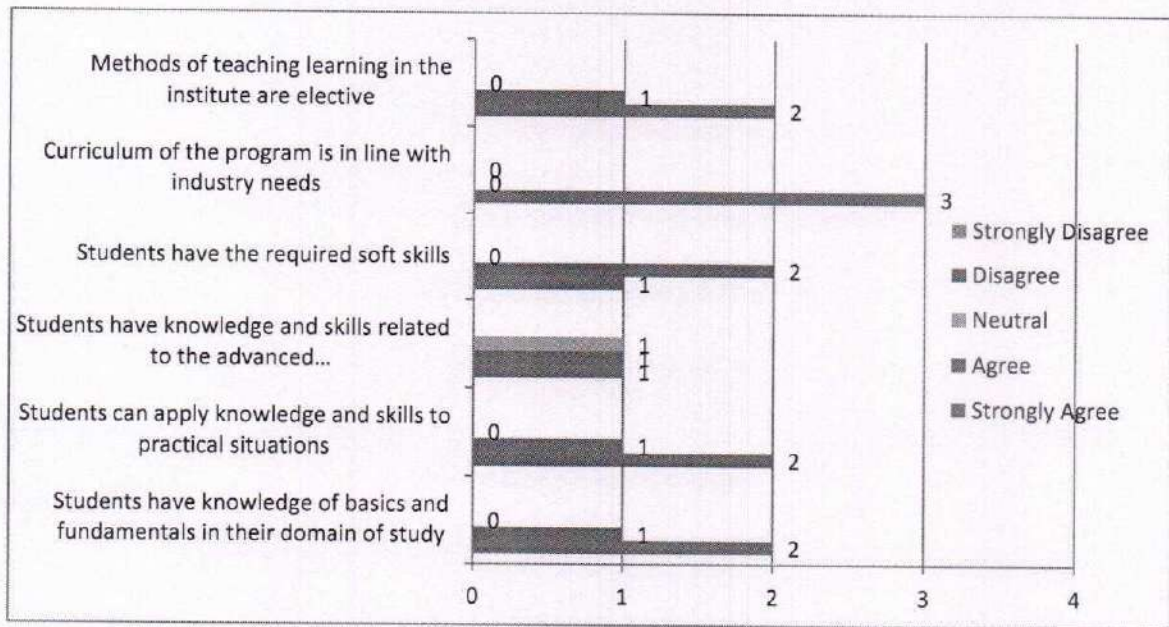 Methods of teaching learning in the
institute are elective
0
1
2
Curriculum of the program is in line with
industry needs
0
0
3
Students have the required soft skills
0
2
1
Students have knowledge and skills related
to the advanced...
1
1
1
Students can apply knowledge and skills to
practical situations
0
1
2
Students have knowledge of basics and
fundamentals in their domain of study
0
1
2
0 1 2 3 4
Strongly Disagree
Disagree
Neutral
Agree
Strongly Agree